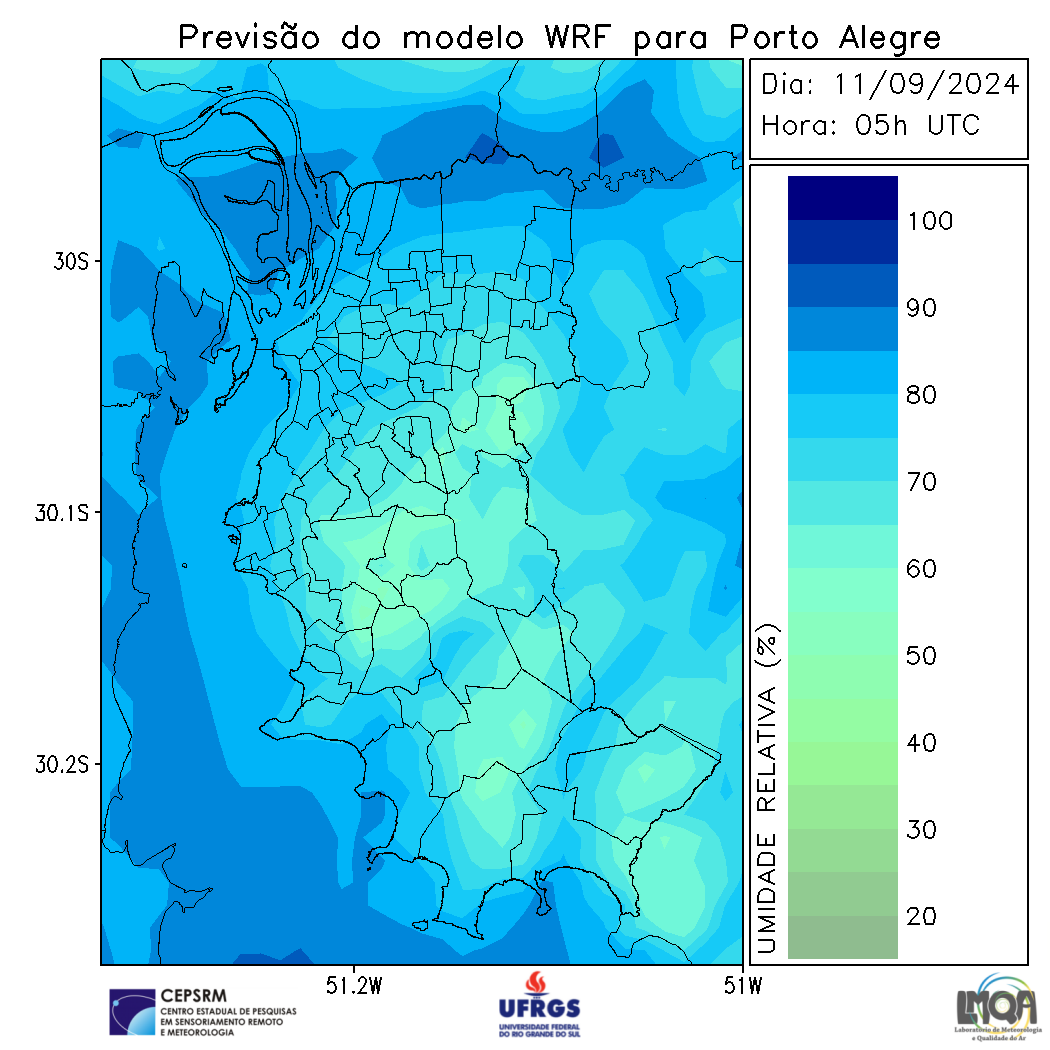 Previsão do modelo WRF para Porto Alegre
Dia: 11/09/2024
Hora: 05h UTC
30S
30.1S
30.2S
51.2W
51W
100
90
80
70
60
50
40
30
20
UMIDADE RELATIVA (%)
CEPSRM
CENTRO ESTADUAL DE PESQUISAS
EM SENSORIAMENTO REMOTO
E METEOROLOGIA
UFRGS
UNIVERSIDADE FEDERAL
DO RIO GRANDE DO SUL
LMQA
Laboratório de Meteorologia
e Qualidade do Ar